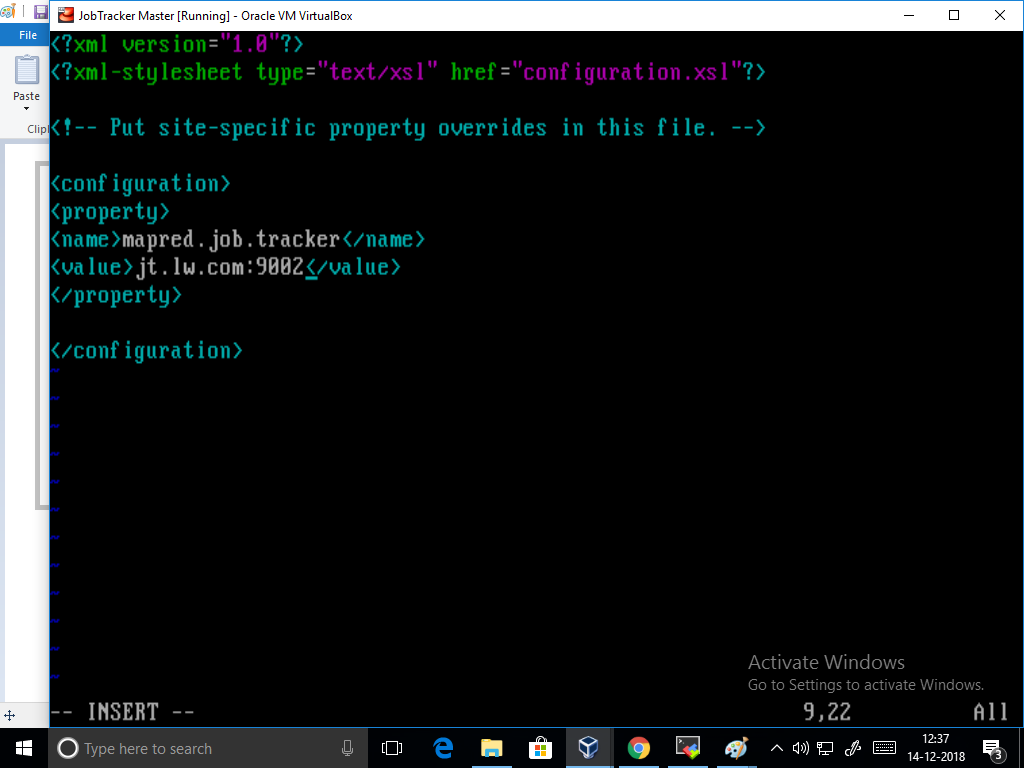 JobTracker Master [Running] - Oracle VM VirtualBox
File
Paste
Clip
<?xml version="1.0"?>
<?xml-stylesheet type="text/xsl" href="configuration.xsl"?>
<!-- Put site-specific property overrides in this file. -->
<configuration>
<property>
<name>mapred.job.tracker</name>
<value>jt.lw.com:9002</value>
</property>
</configuration>
~
~
~
~
~
~
~
~
~
~
~
~
Activate Windows
Go to Settings to activate Windows.
-- INSERT -- 9,22 All
Type here to search
12:37
14-12-2018
3